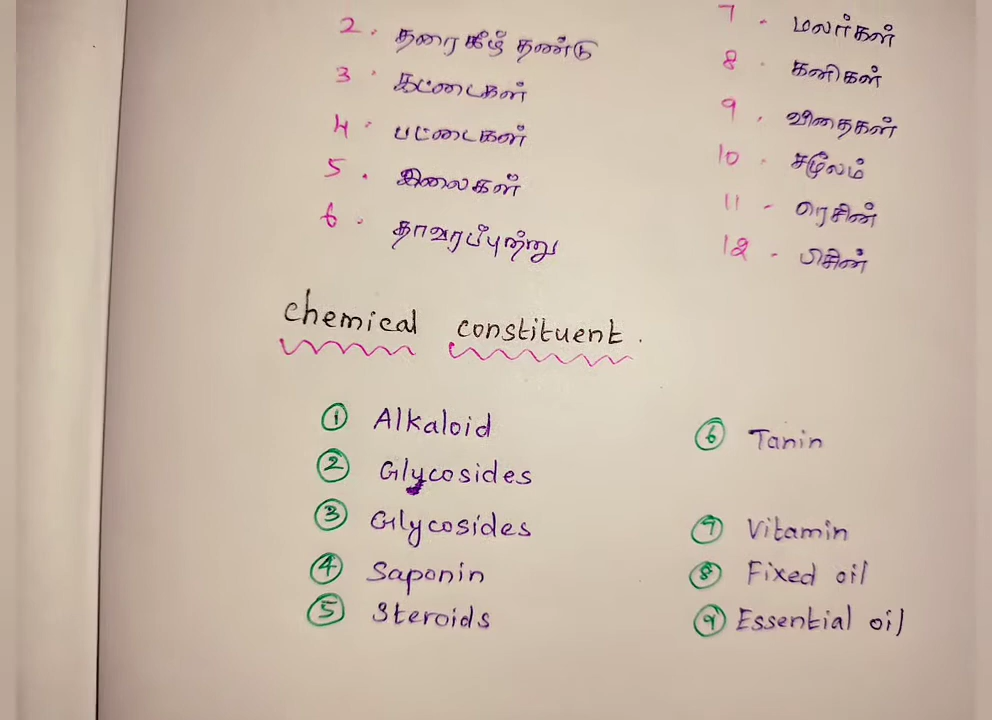 2. தரைகீழ் தண்டு
3. கட்டைகள்
4. பட்டைகள்
5. இலைகள்
6. தாவரப்புற்று
7. மலர்கள்
8. கனிகள்
9. விதைகள்
10. சமூலம்
11. ரெசின்
12. பிசின்
chemical constituent.
① Alkaloid
② Glycosides
③ Glycosides
④ Saponin
⑤ Steroids
⑥ Tanin
⑦ Vitamin
⑧ Fixed oil
⑨ Essential oil